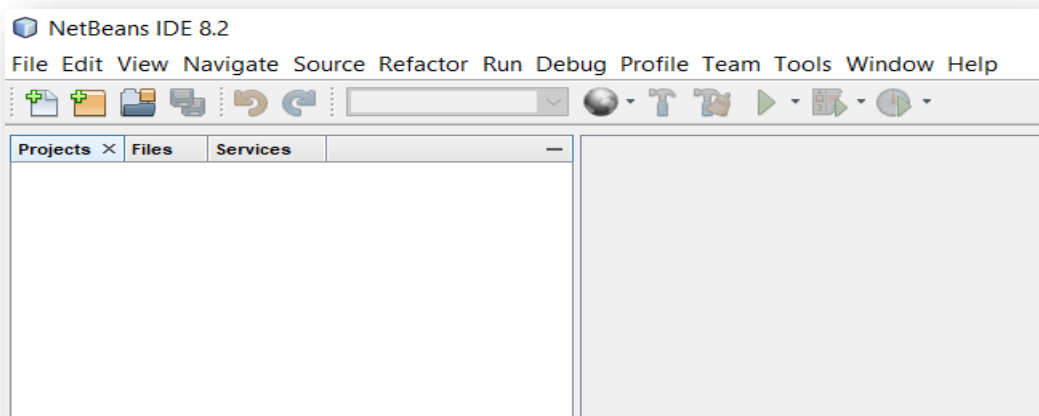 NetBeans IDE 8.2
File Edit View Navigate Source Refactor Run Debug Profile Team Tools Window Help
Projects Files Services